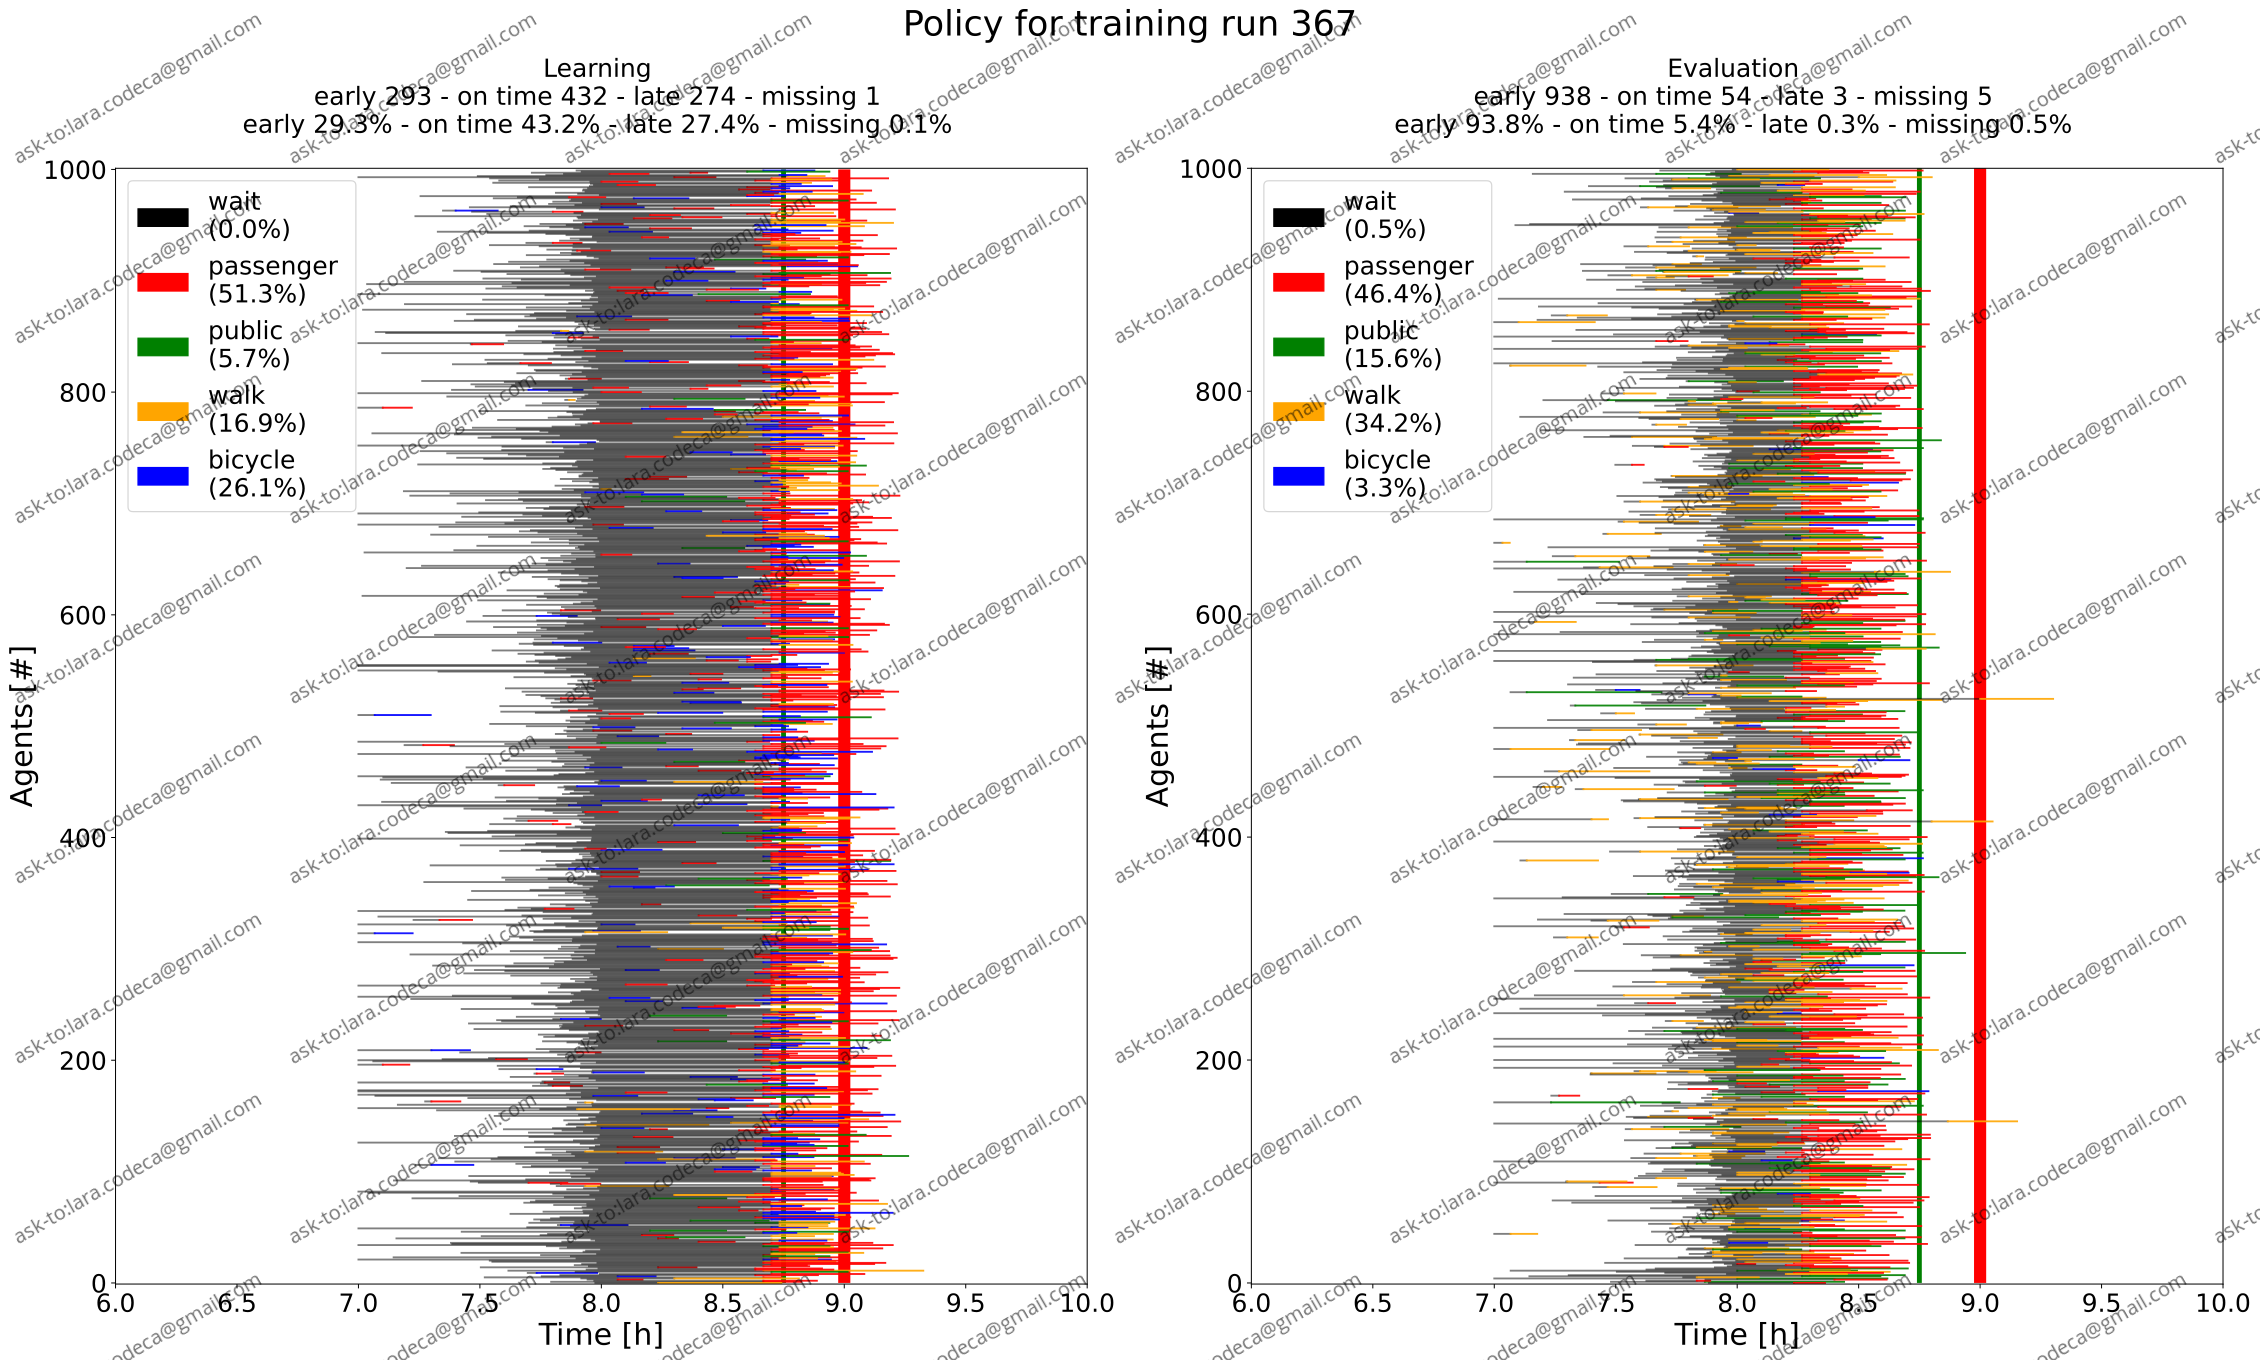 Policy for training run 367
Learning
early 293 - on time 432 - late 274 - missing 1
early 29.3% - on time 43.2% - late 27.4% - missing 0.1%
1000
800
600
400
200
0
Agents [#]
wait
(0.0%)
passenger
(51.3%)
public
(5.7%)
walk
(16.9%)
bicycle
(26.1%)
6.0 6.5 7.0 7.5 8.0 8.5 9.0 9.5 10.0
Time [h]
Evaluation
early 938 - on time 54 - late 3 - missing 5
early 93.8% - on time 5.4% - late 0.3% - missing 0.5%
1000
800
600
400
200
0
Agents [#]
wait
(0.5%)
passenger
(46.4%)
public
(15.6%)
walk
(34.2%)
bicycle
(3.3%)
6.0 6.5 7.0 7.5 8.0 8.5 9.0 9.5 10.0
Time [h]
ask-to:lara.codeca@gmail.com